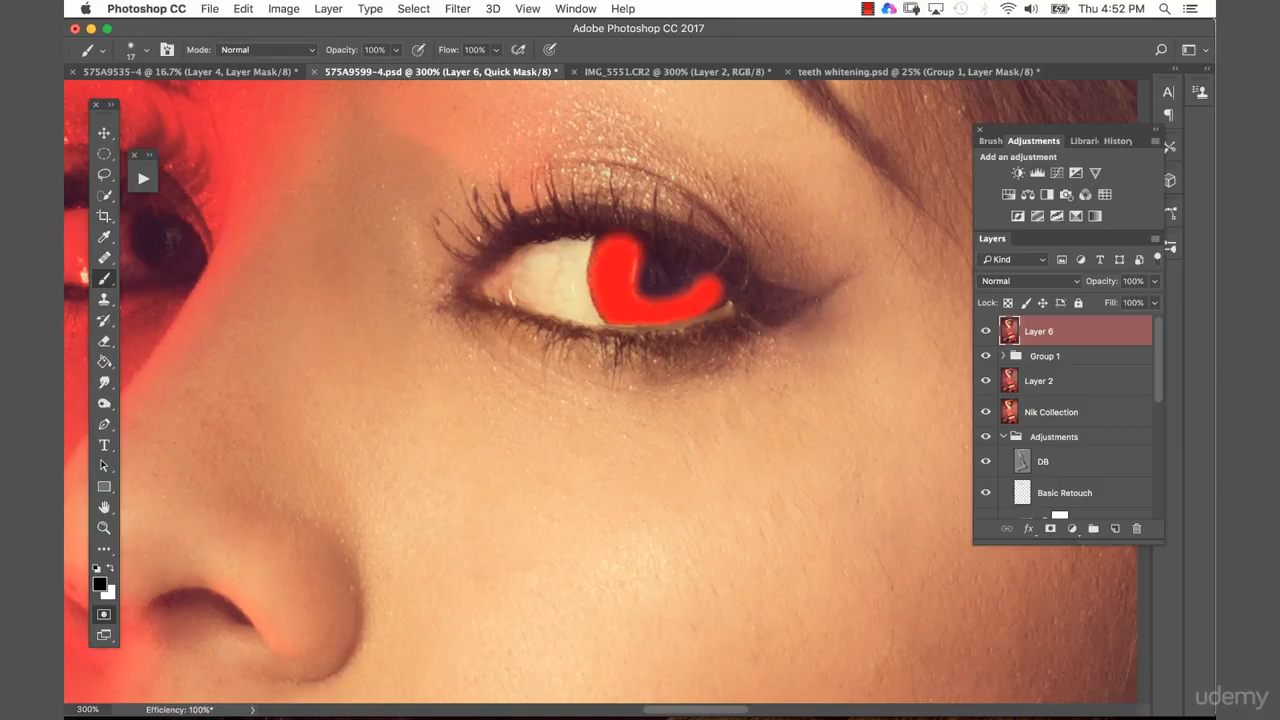 Photoshop CC File Edit Image Layer Type Select Filter 3D View Window Help Thu 4:52 PM
Adobe Photoshop CC 2017
17 Mode: Normal Opacity: 100% Flow: 100%
575A9535-4 @ 16.7% (Layer 4, Layer Mask/8) * 575A9599-4.psd @ 300% (Layer 6, Quick Mask/8) * IMG_5551.CR2 @ 300% (Layer 2, RGB/8) * teeth whitening.psd @ 25% (Group 1, Layer Mask/8) *
Brush Adjustments Librari History
Add an adjustment
Layers
Kind
Normal Opacity: 100%
Lock: Fill: 100%
Layer 6
Group 1
Layer 2
Nik Collection
Adjustments
DB
Basic Retouch
300% Efficiency: 100%*
udemy